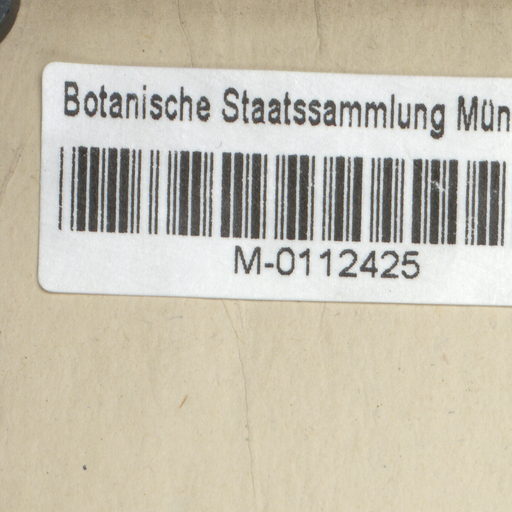 Botanische Staatssammlung Mün
M-0112425